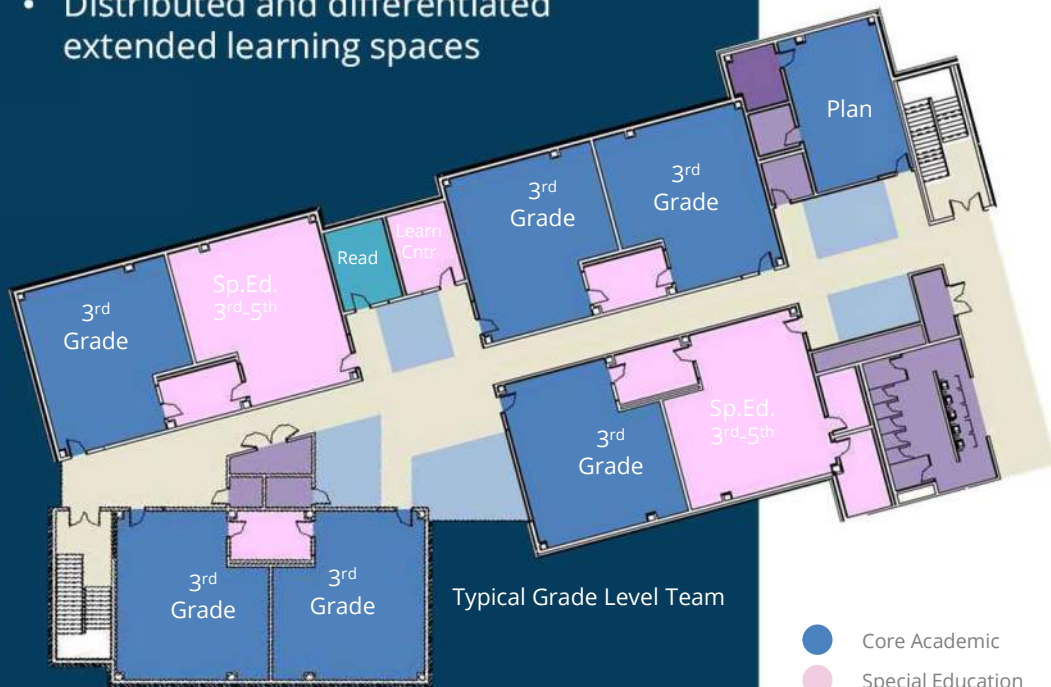 • Distributed and differentiated
extended learning spaces
Plan
3rd
Grade
3rd
Grade
Learn
Cntr
Read
Sp.Ed.
3rd-5th
3rd
Grade
Sp.Ed.
3rd-5th
3rd
Grade
3rd
Grade
3rd
Grade
Typical Grade Level Team
Core Academic
Special Education